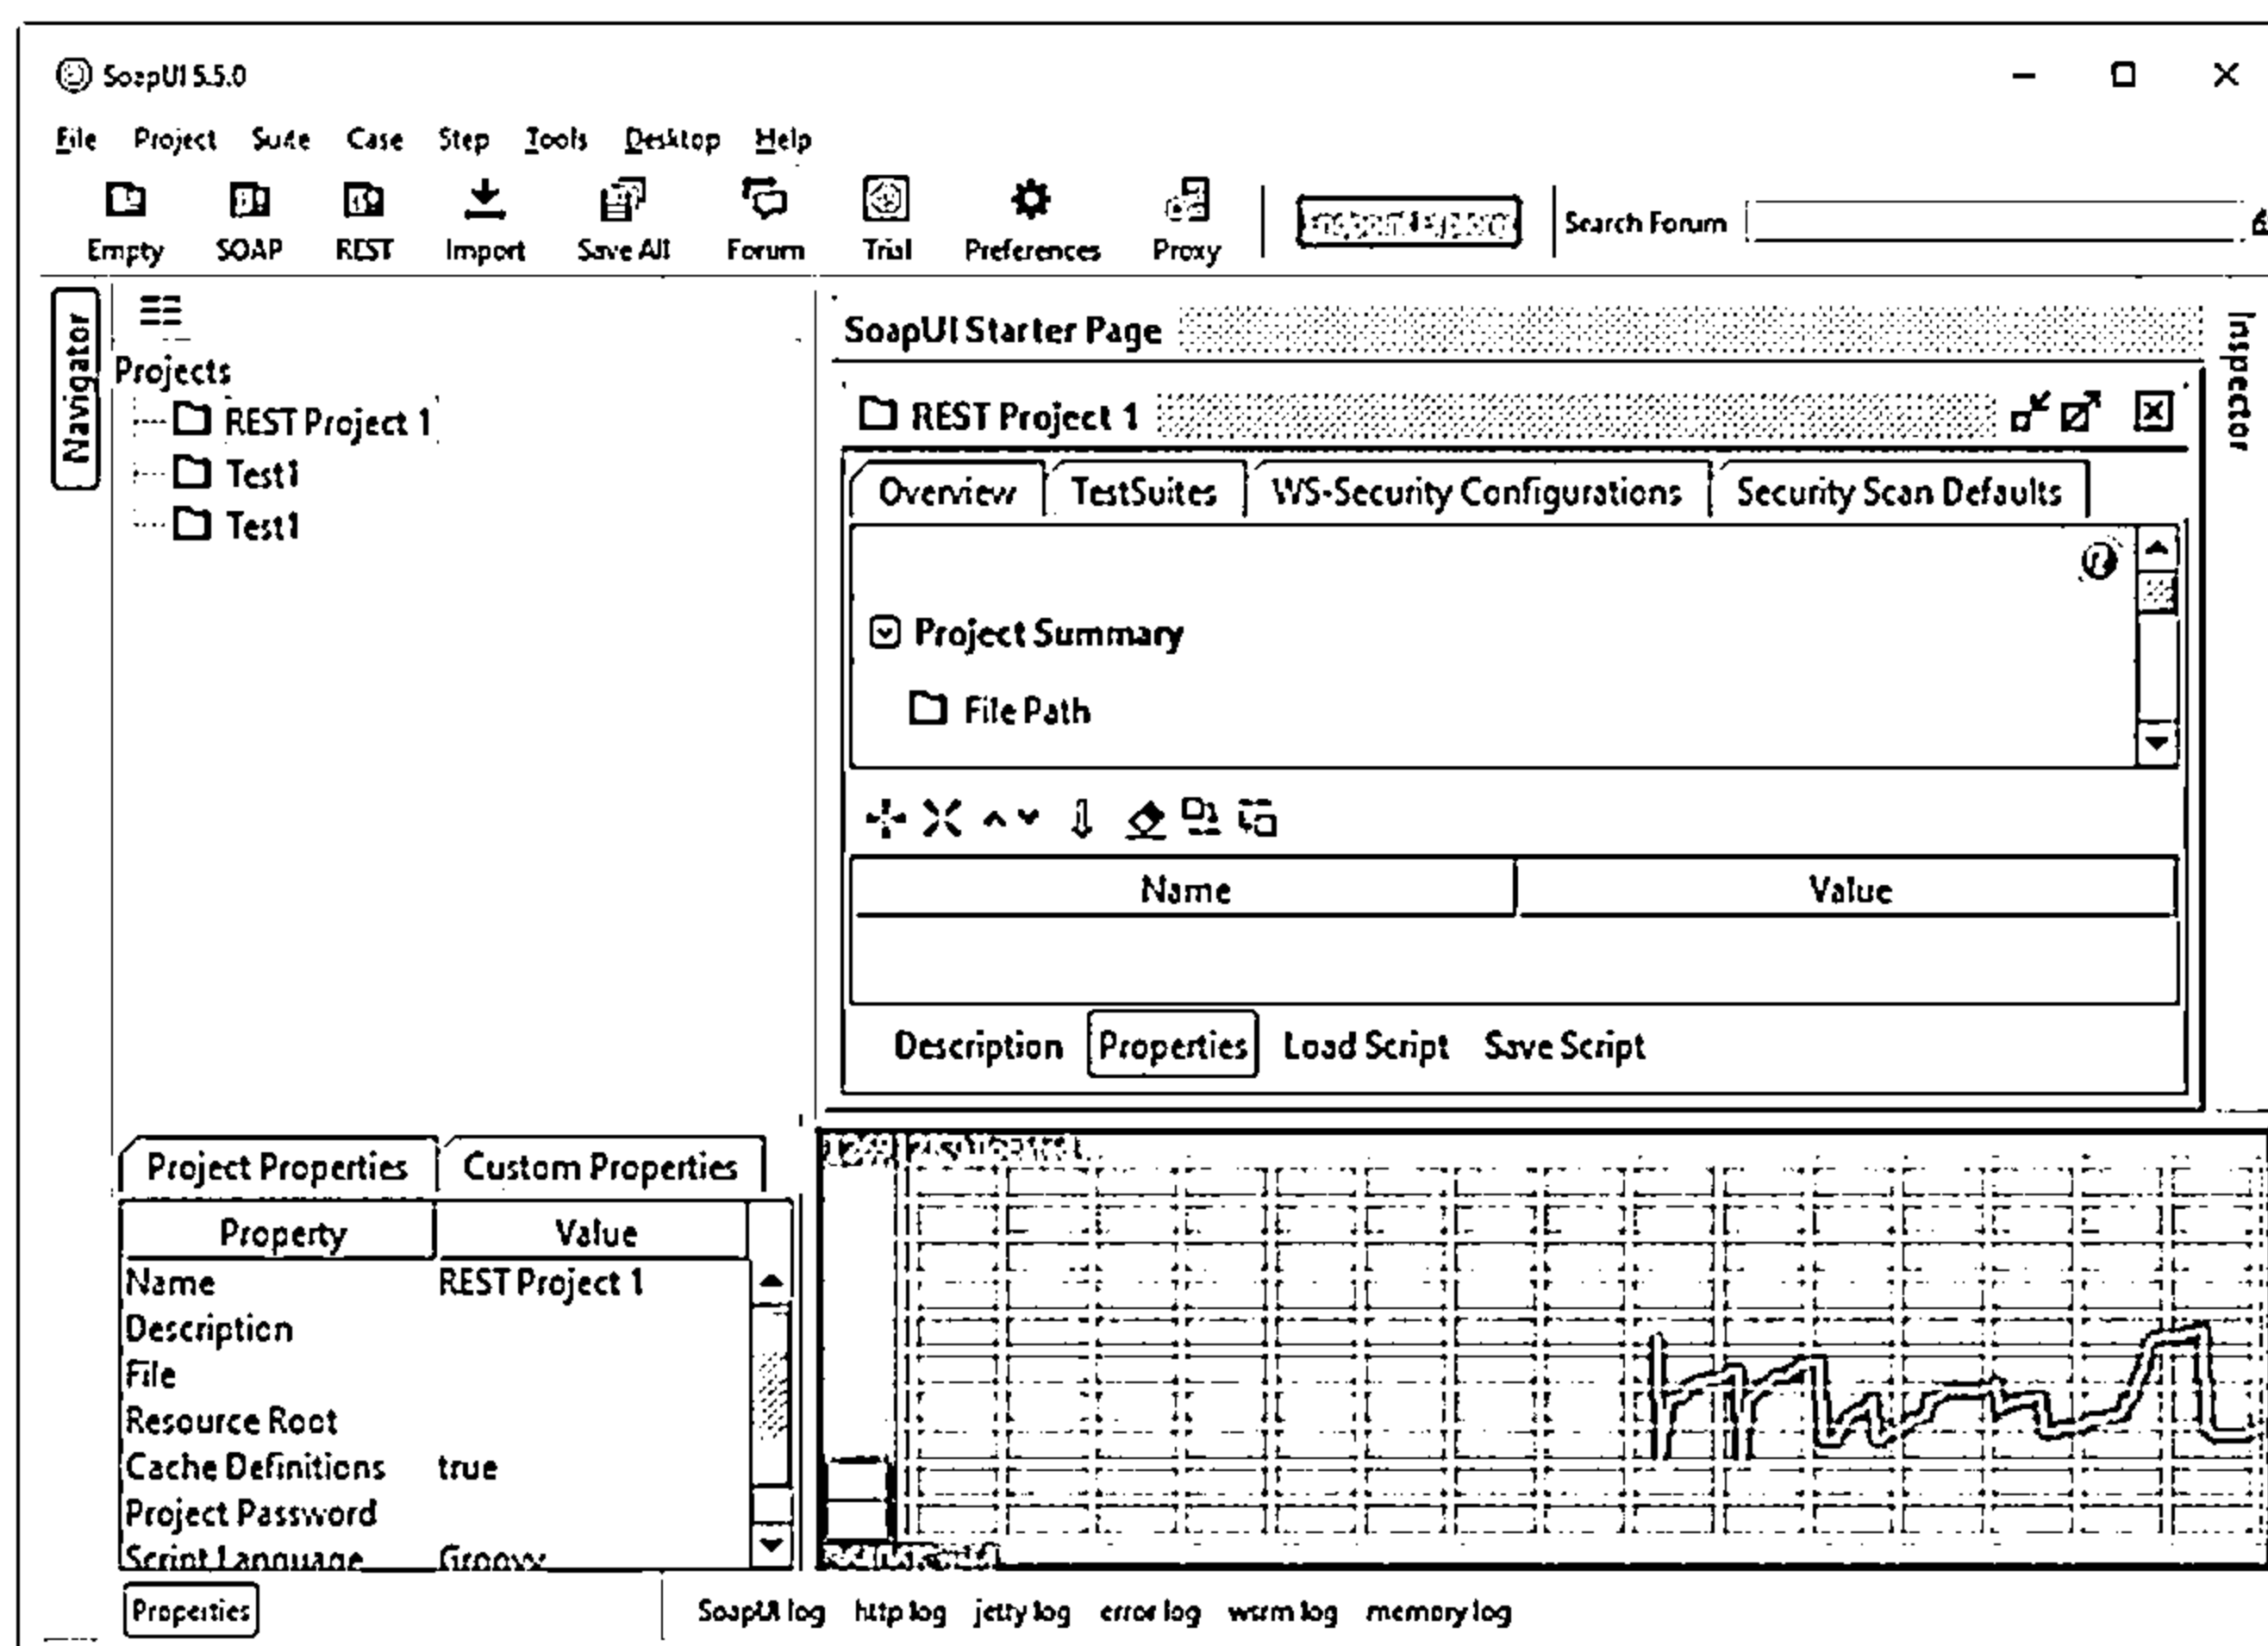 SoapUI 5.5.0
File Project Suite Case Step Tools Desktop Help
Empty SOAP REST Import Save All Forum Trial Preferences Proxy Search Forum
Navigator
Projects
REST Project 1
Test1
Test1
SoapUI Starter Page
REST Project 1
Inspector
Overview TestSuites WS-Security Configurations Security Scan Defaults
Project Summary
File Path
Name Value
Description Properties Load Script Save Script
Project Properties Custom Properties
Property Value
Name REST Project 1
Description
File
Resource Root
Cache Definitions true
Project Password
Script Language Groovy
Properties
SoapUI log http log jetty log error log wsrm log memory log